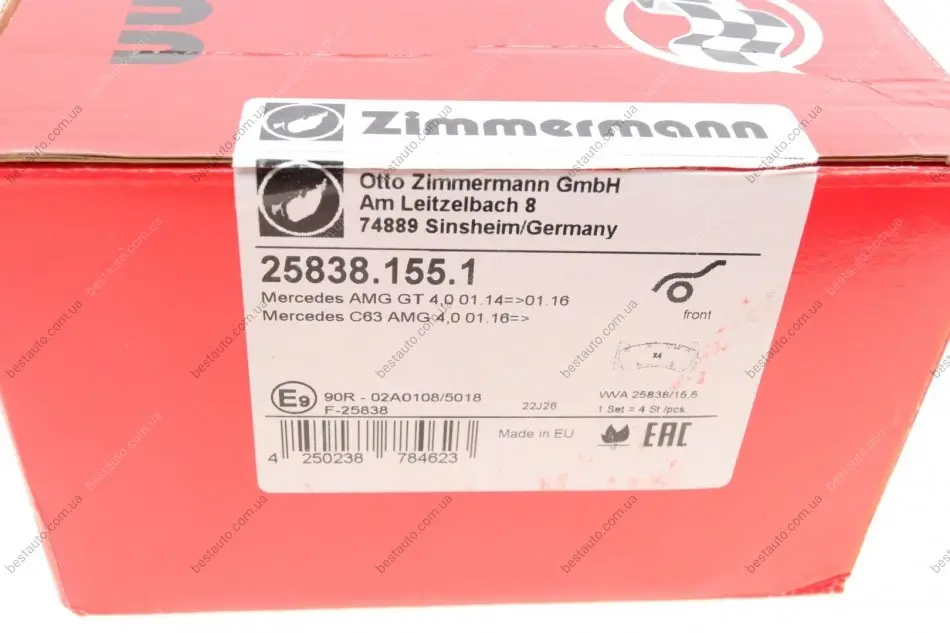 Zimmermann
Otto Zimmermann GmbH
Am Leitzelbach 8
74889 Sinsheim/Germany
25838.155.1
Mercedes AMG GT 4,0 01.14=>01.16
Mercedes C63 AMG 4,0 01.16=>
front
X4
E9
90R - 02A0108/5018
F-25838
22J26
WVA 25838/15,5
1 Set = 4 St./pcs.
Made in EU
EAC
4 250238 784623
bestauto.com.ua